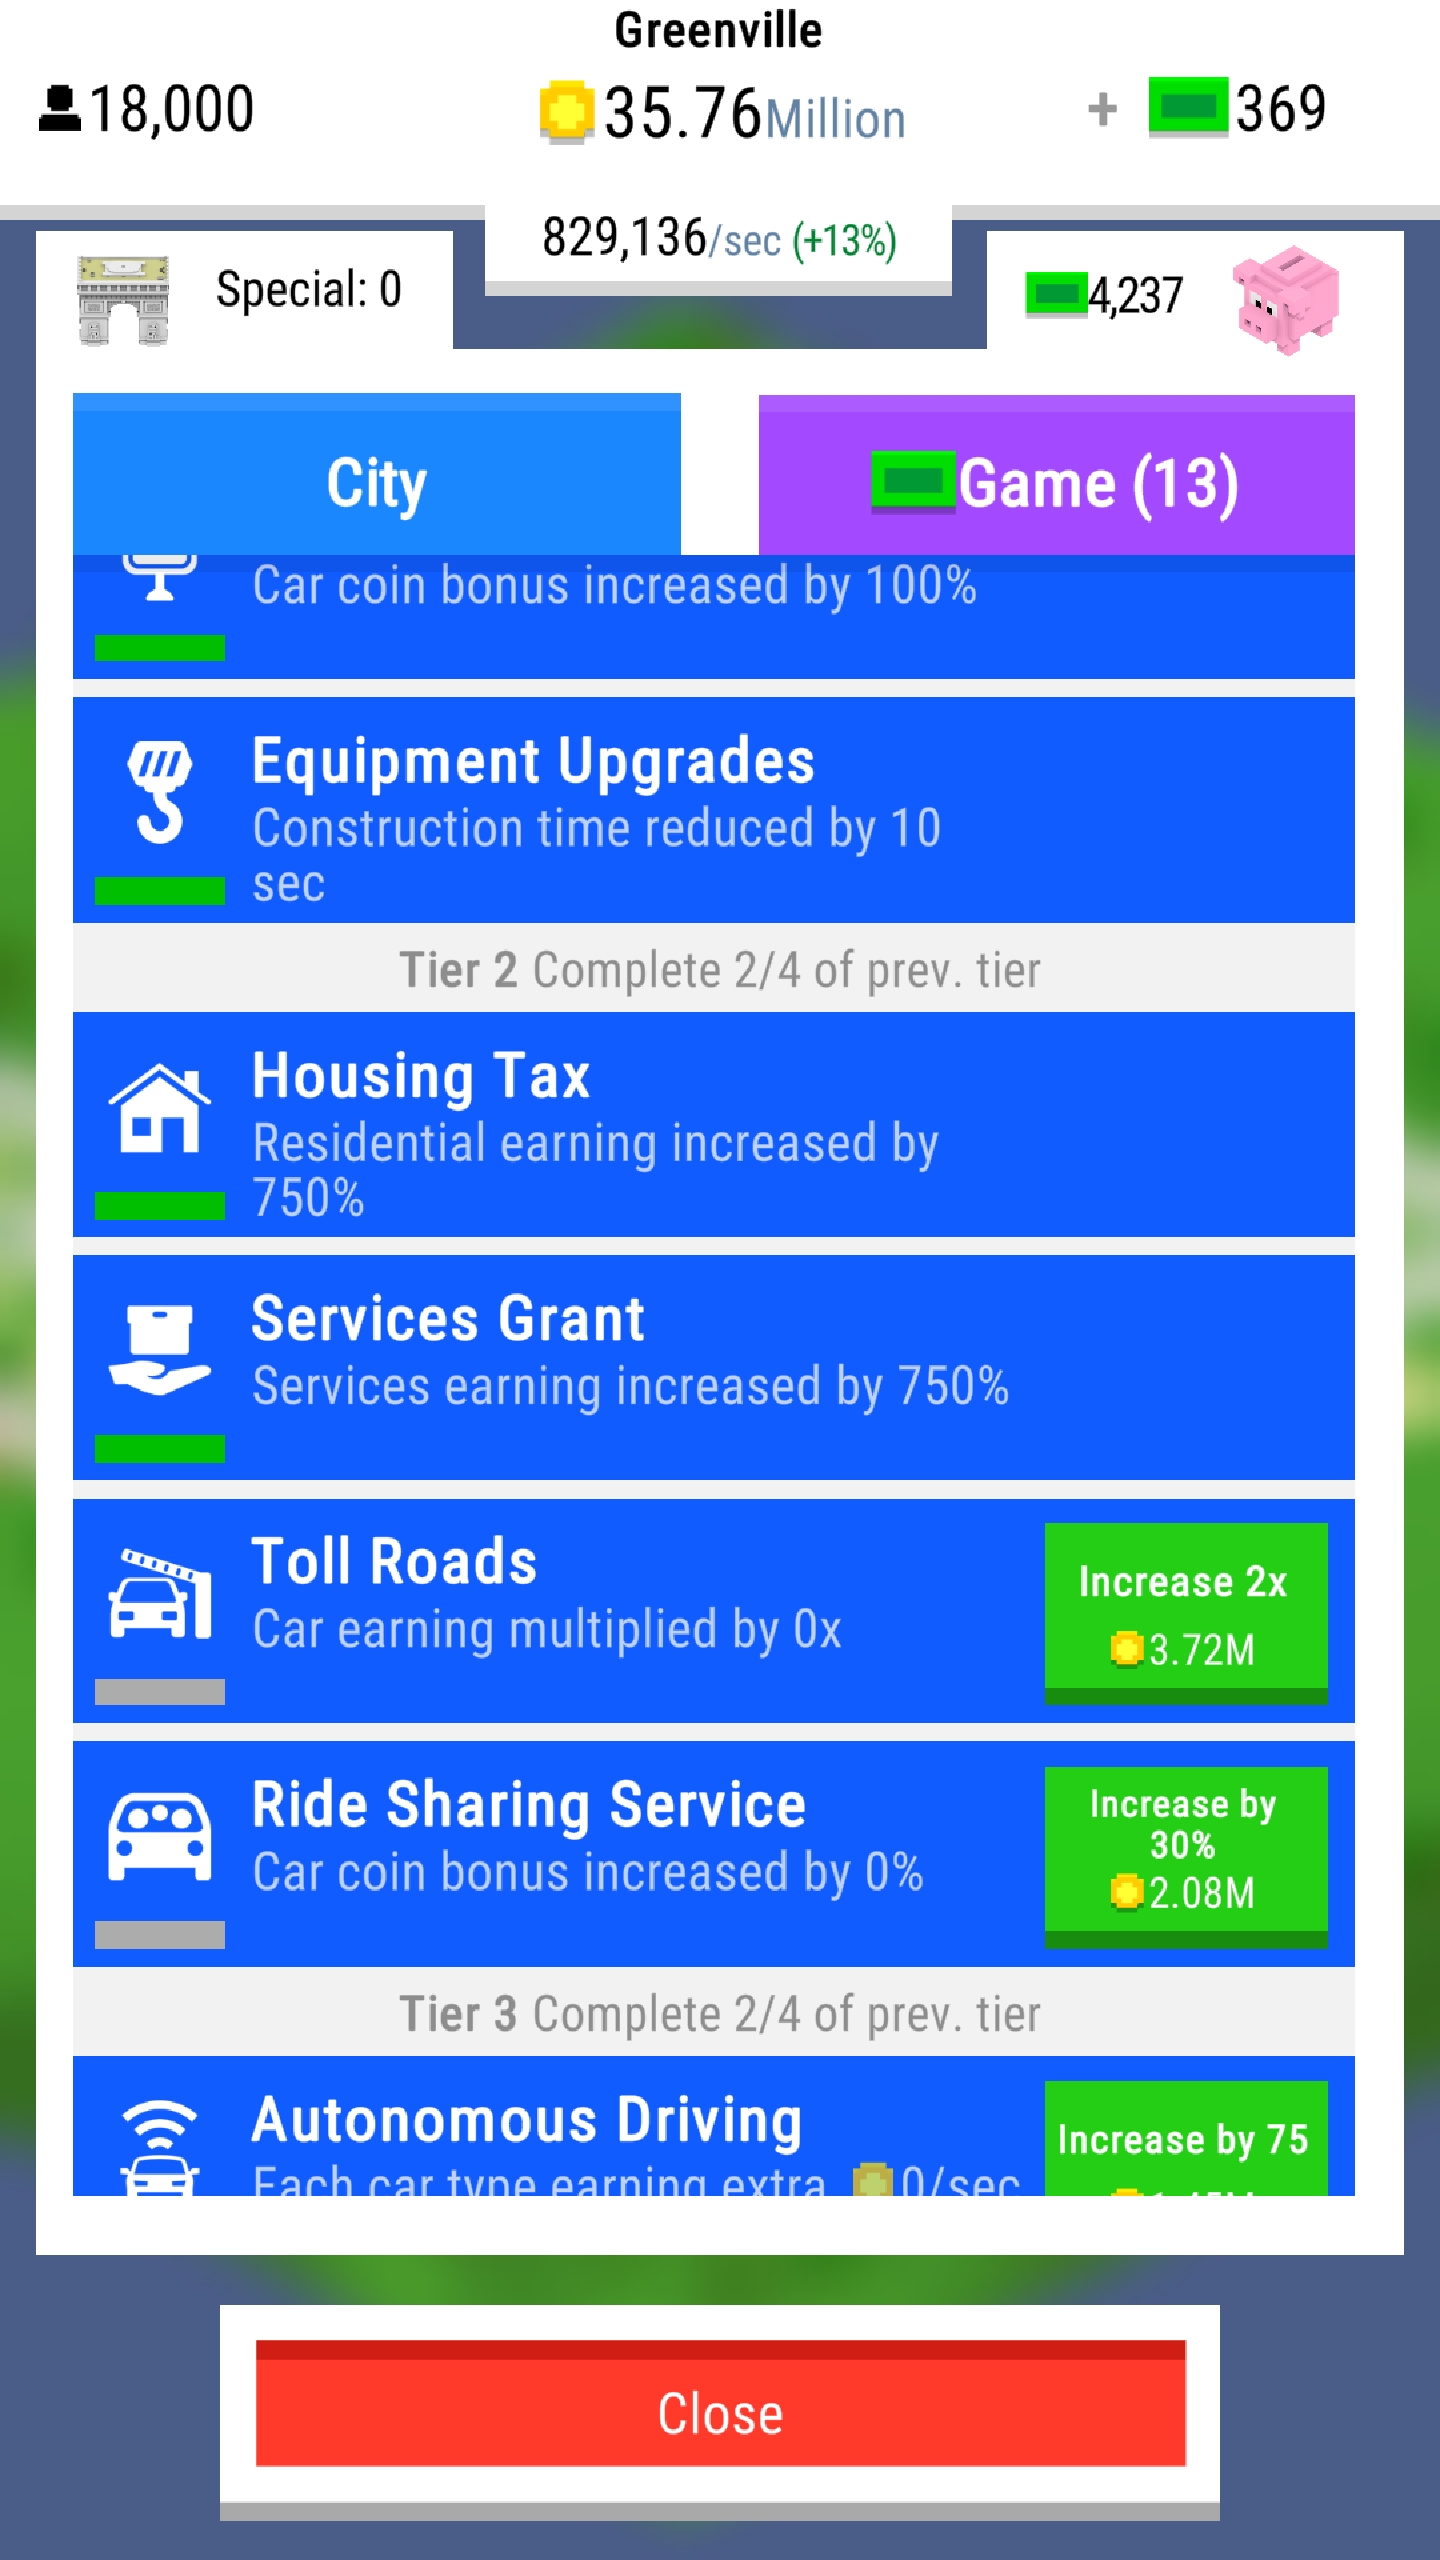 Greenville
18,000
35.76Million
+ 369
829,136/sec (+13%)
Special: 0
4,237
City
Game (13)
Car coin bonus increased by 100%
Equipment Upgrades
Construction time reduced by 10
sec
Tier 2 Complete 2/4 of prev. tier
Housing Tax
Residential earning increased by
750%
Services Grant
Services earning increased by 750%
Toll Roads
Car earning multiplied by 0x
Increase 2x
3.72M
Ride Sharing Service
Car coin bonus increased by 0%
Increase by
30%
2.08M
Tier 3 Complete 2/4 of prev. tier
Autonomous Driving
Each car type earning extra 0/sec
Increase by 75
Close